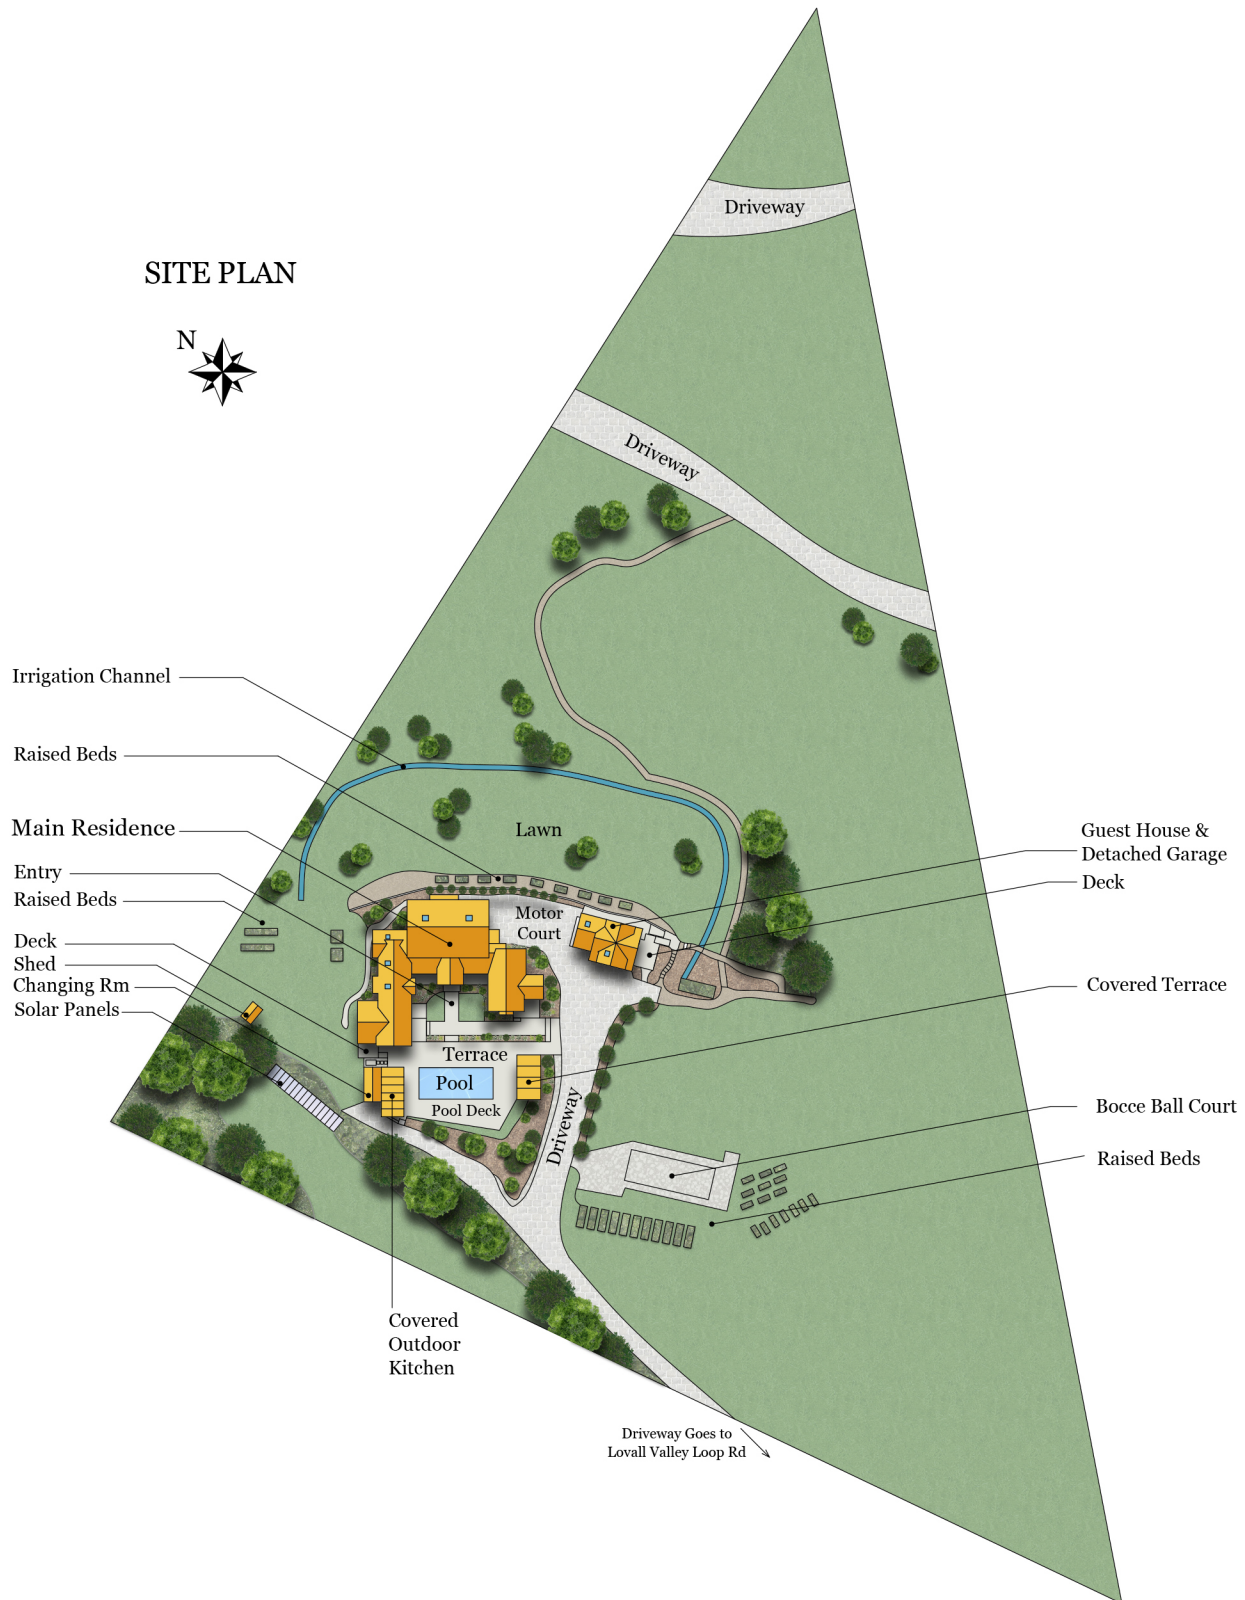 Driveway
SITE PLAN
N
Driveway
Irrigation Channel
Raised Beds
Main Residence
Lawn
Guest House &
Detached Garage
Entry
Deck
Raised Beds
Motor
Court
Deck
Shed
Changing Rm
Covered Terrace
Solar Panels
Terrace
Pool
Pool Deck
Driveway
Bocce Ball Court
Raised Beds
Covered
Outdoor
Kitchen
Driveway Goes to
Lovall Valley Loop Rd